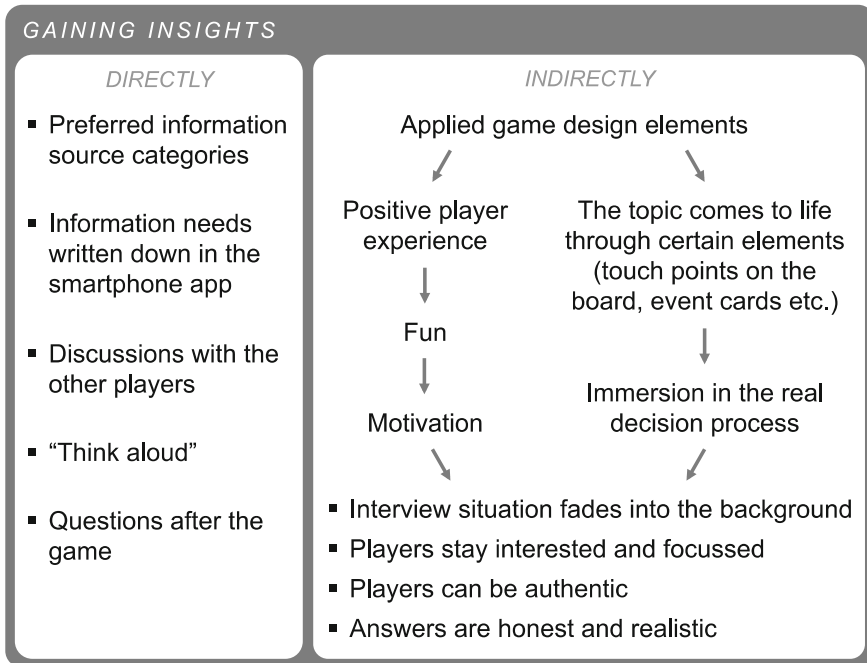 GAINING INSIGHTS
DIRECTLY
▪ Preferred information
source categories
▪ Information needs
written down in the
smartphone app
▪ Discussions with the
other players
▪ “Think aloud”
▪ Questions after the
game
INDIRECTLY
Applied game design elements
Positive player
experience
Fun
Motivation
The topic comes to life
through certain elements
(touch points on the
board, event cards etc.)
Immersion in the real
decision process
▪ Interview situation fades into the background
▪ Players stay interested and focussed
▪ Players can be authentic
▪ Answers are honest and realistic